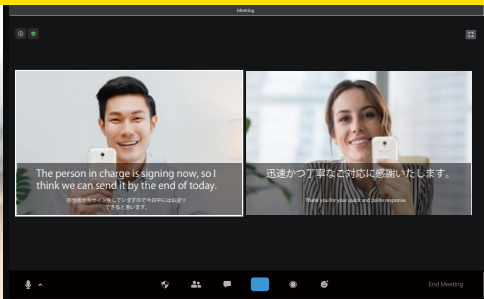 Meeting
The person in charge is signing now, so I
think we can send it by the end of today.
担当者が今サインをしていますので今日中にはお送り
できると思います。
迅速かつ丁寧なご対応に感謝いたします。
Thank you for your quick and polite response.
End Meeting